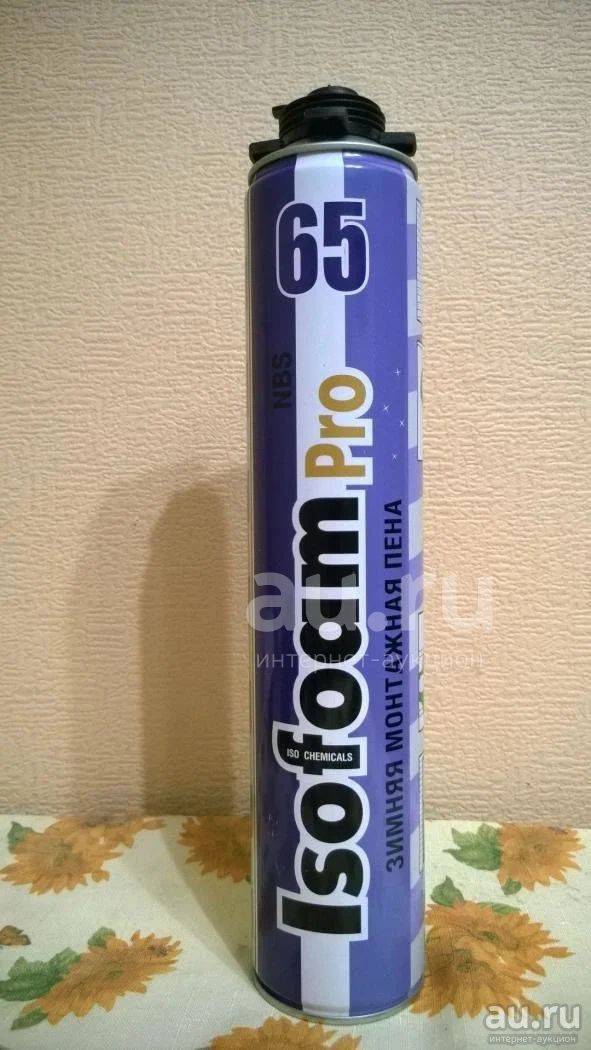 65
NBS
Isofoam Pro
ISO CHEMICALS
ЗИМНЯЯ МОНТАЖНАЯ ПЕНА
au.ru
интернет-аукцион
au.ru
интернет-аукцион